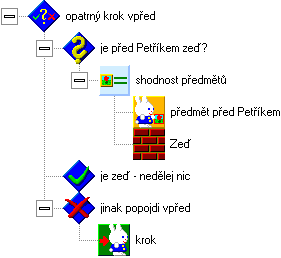 opatrný krok vpřed
je před Petříkem zeď?
shodnost předmětů
předmět před Petříkem
Zeď
je zeď - nedělej nic
jinak popojdi vpřed
krok